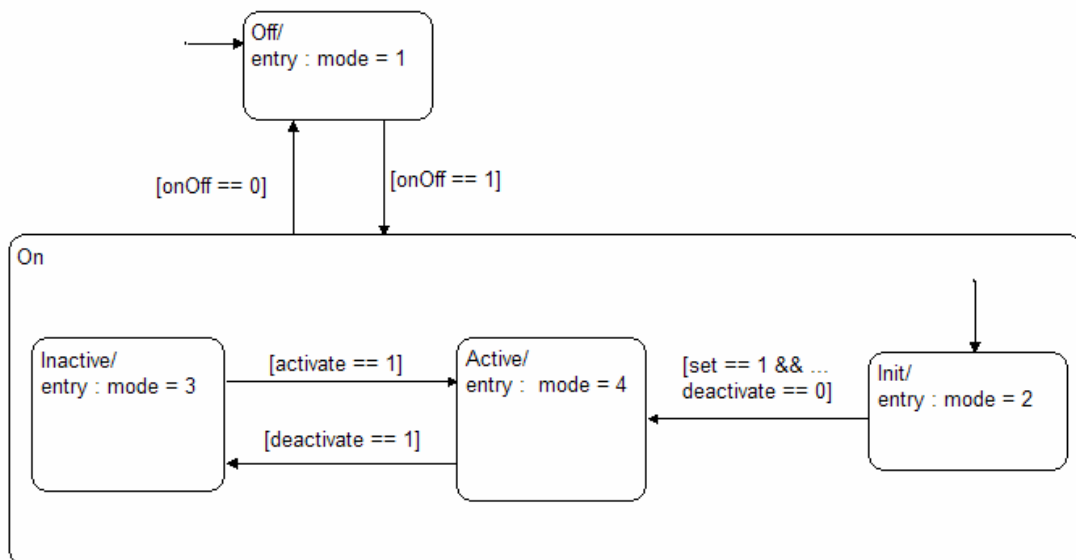 Off/
entry : mode = 1
[onOff == 0]
[onOff == 1]
On
Inactive/
entry : mode = 3
[activate == 1]
[deactivate == 1]
Active/
entry :  mode = 4
[set == 1 && ...
deactivate == 0]
Init/
entry : mode = 2